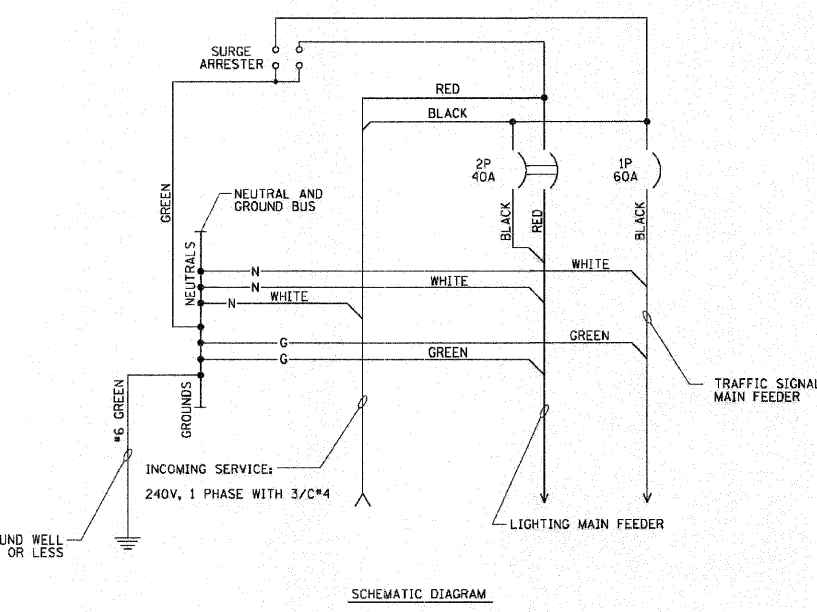 SURGE
ARRESTER
RED
BLACK
2P
40A
1P
60A
GREEN
NEUTRAL AND
GROUND BUS
BLACK
RED
BLACK
NEUTRALS
N
WHITE
N
WHITE
N
WHITE
G
GREEN
G
GREEN
#6 GREEN
GROUNDS
TRAFFIC SIGNAL
MAIN FEEDER
INCOMING SERVICE:
240V, 1 PHASE WITH 3/C#4
LIGHTING MAIN FEEDER
UND WELL
OR LESS
SCHEMATIC DIAGRAM